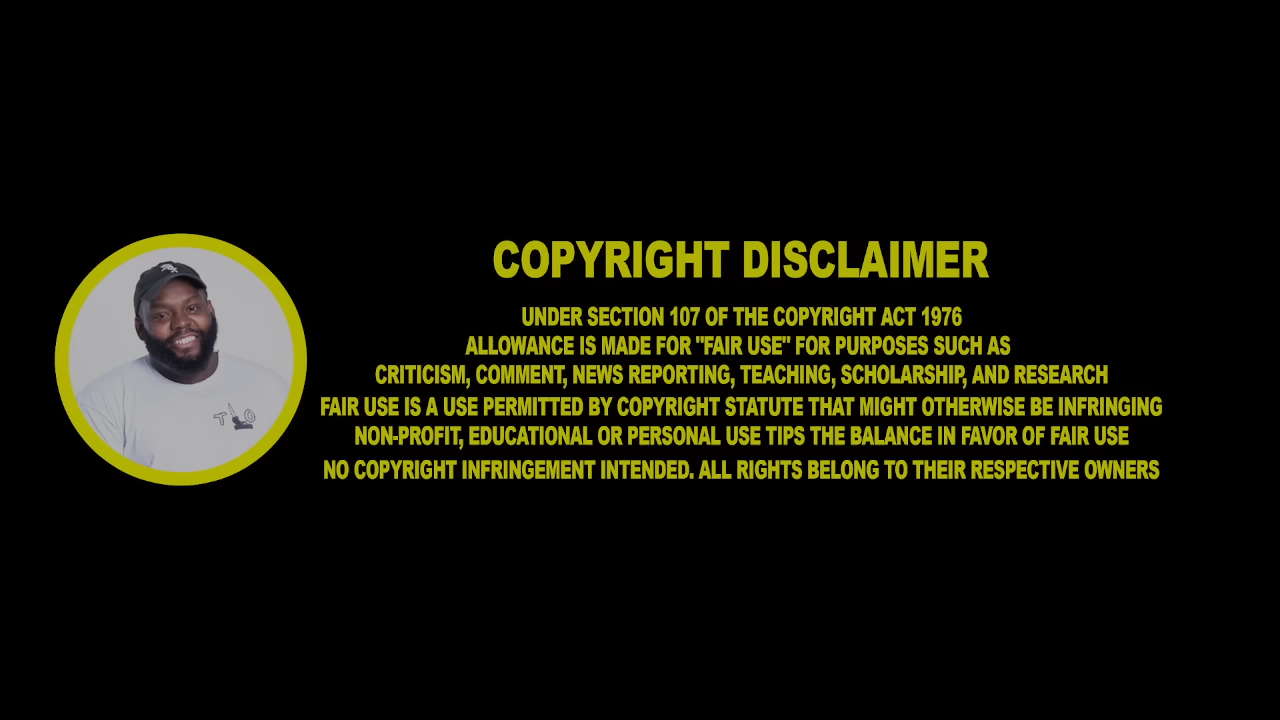 COPYRIGHT DISCLAIMER
UNDER SECTION 107 OF THE COPYRIGHT ACT 1976
ALLOWANCE IS MADE FOR "FAIR USE" FOR PURPOSES SUCH AS
CRITICISM, COMMENT, NEWS REPORTING, TEACHING, SCHOLARSHIP, AND RESEARCH
FAIR USE IS A USE PERMITTED BY COPYRIGHT STATUTE THAT MIGHT OTHERWISE BE INFRINGING
NON-PROFIT, EDUCATIONAL OR PERSONAL USE TIPS THE BALANCE IN FAVOR OF FAIR USE
NO COPYRIGHT INFRINGEMENT INTENDED. ALL RIGHTS BELONG TO THEIR RESPECTIVE OWNERS